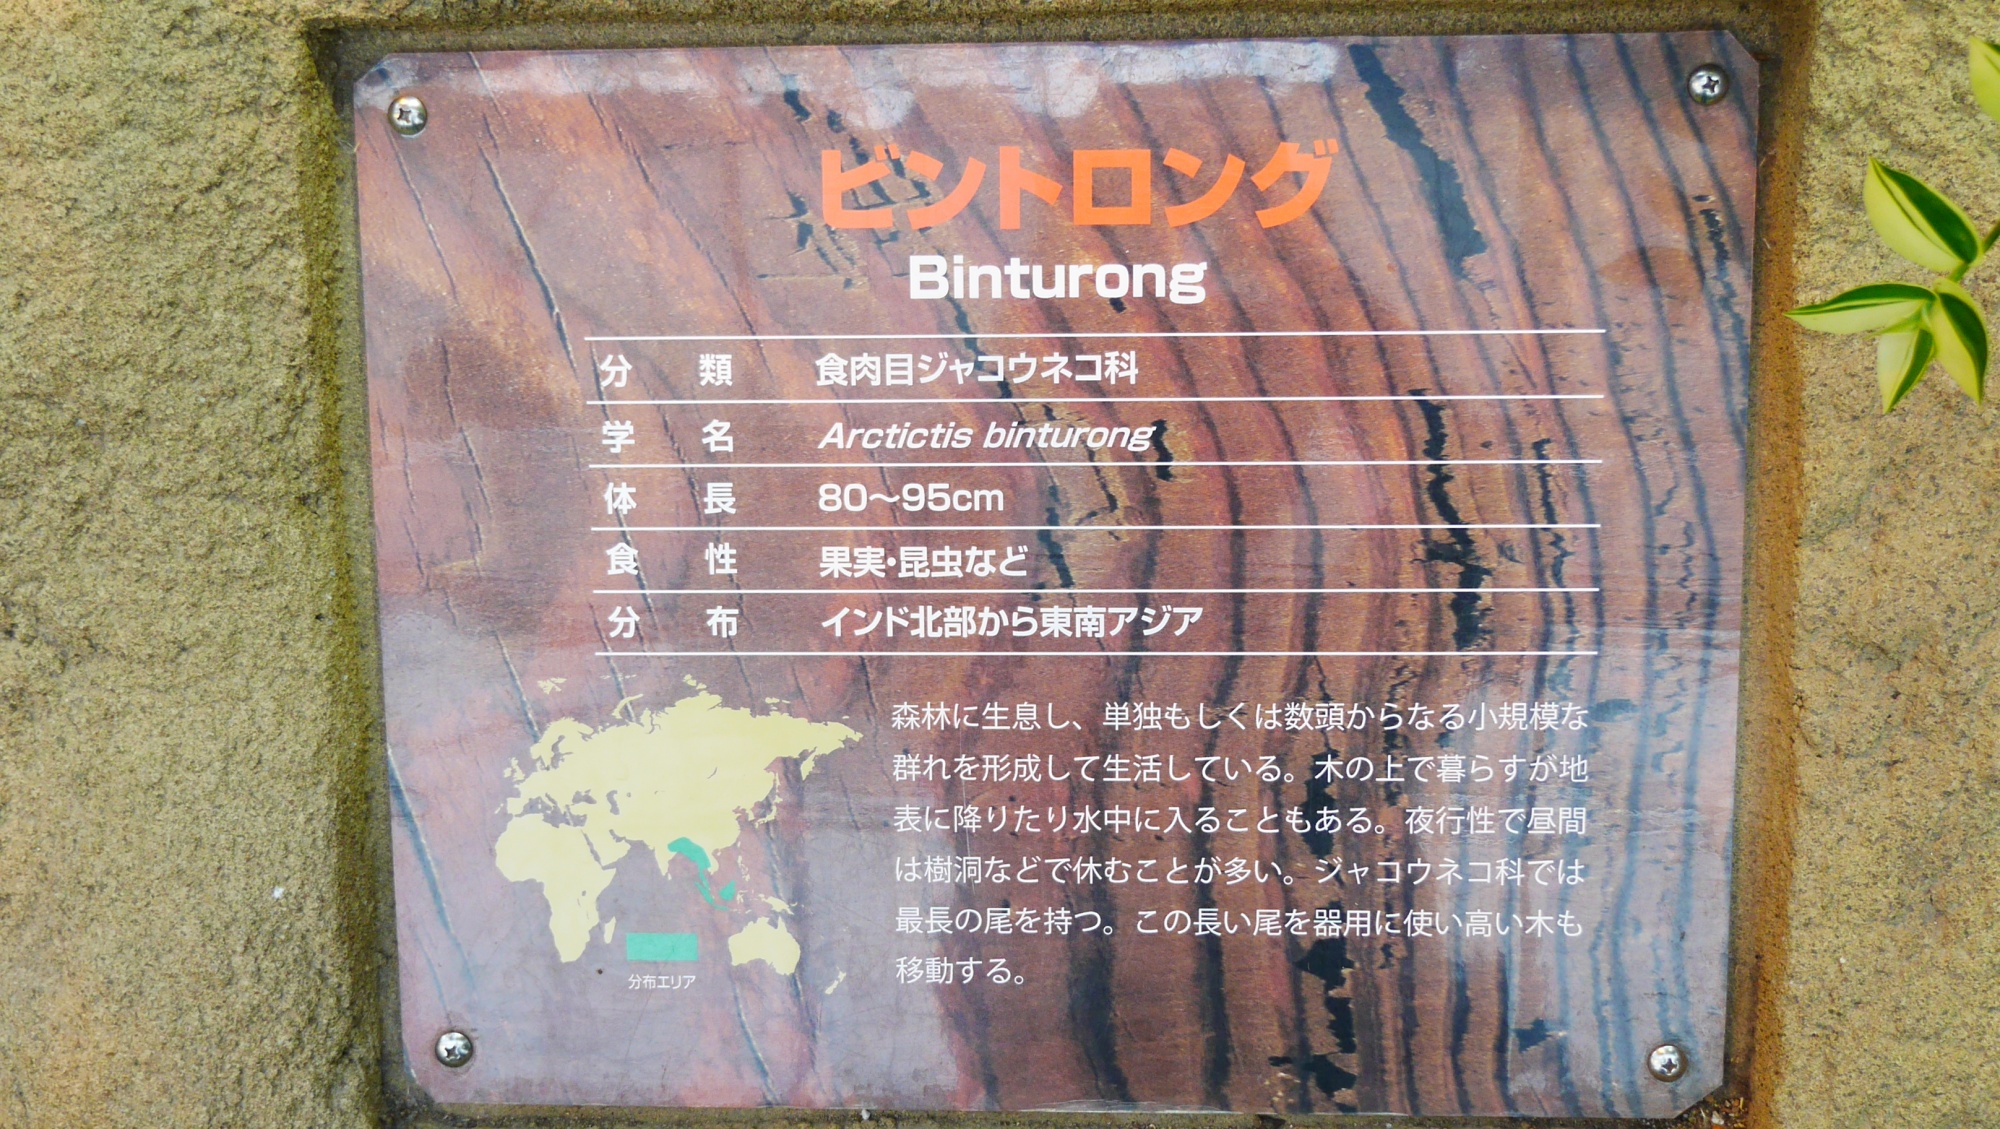 ビントロング
Binturong
分類 食肉目ジャコウネコ科
学名 Arctictis binturong
体長 80〜95cm
食性 果実・昆虫など
分布 インド北部から東南アジア
森林に生息し、単独もしくは数頭からなる小規模な
群れを形成して生活している。木の上で暮らすが地
表に降りたり水中に入ることもある。夜行性で昼間
は樹洞などで休むことが多い。ジャコウネコ科では
最長の尾を持つ。この長い尾を器用に使い高い木も
移動する。
分布エリア